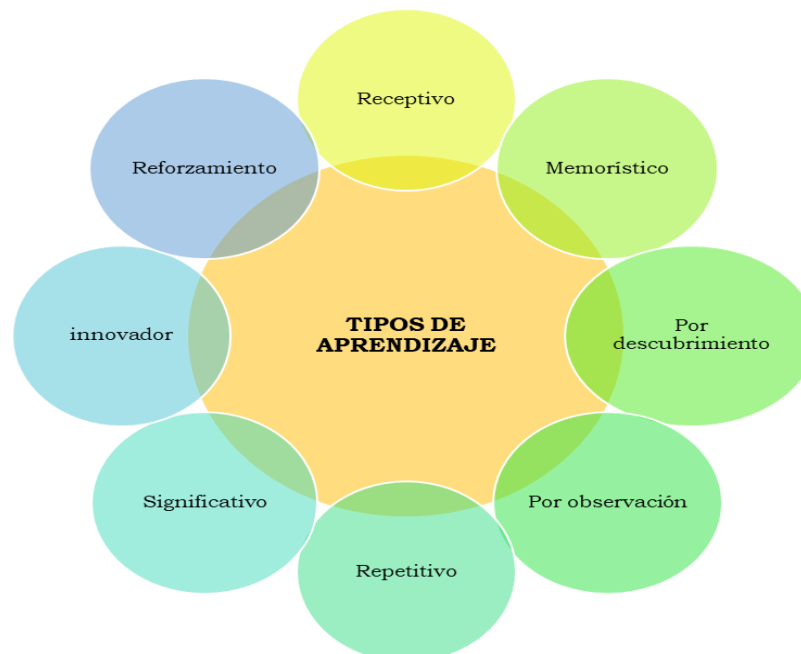 Receptivo
Reforzamiento
Memorístico
innovador
TIPOS DE
APRENDIZAJE
Por
descubrimiento
Significativo
Por observación
Repetitivo